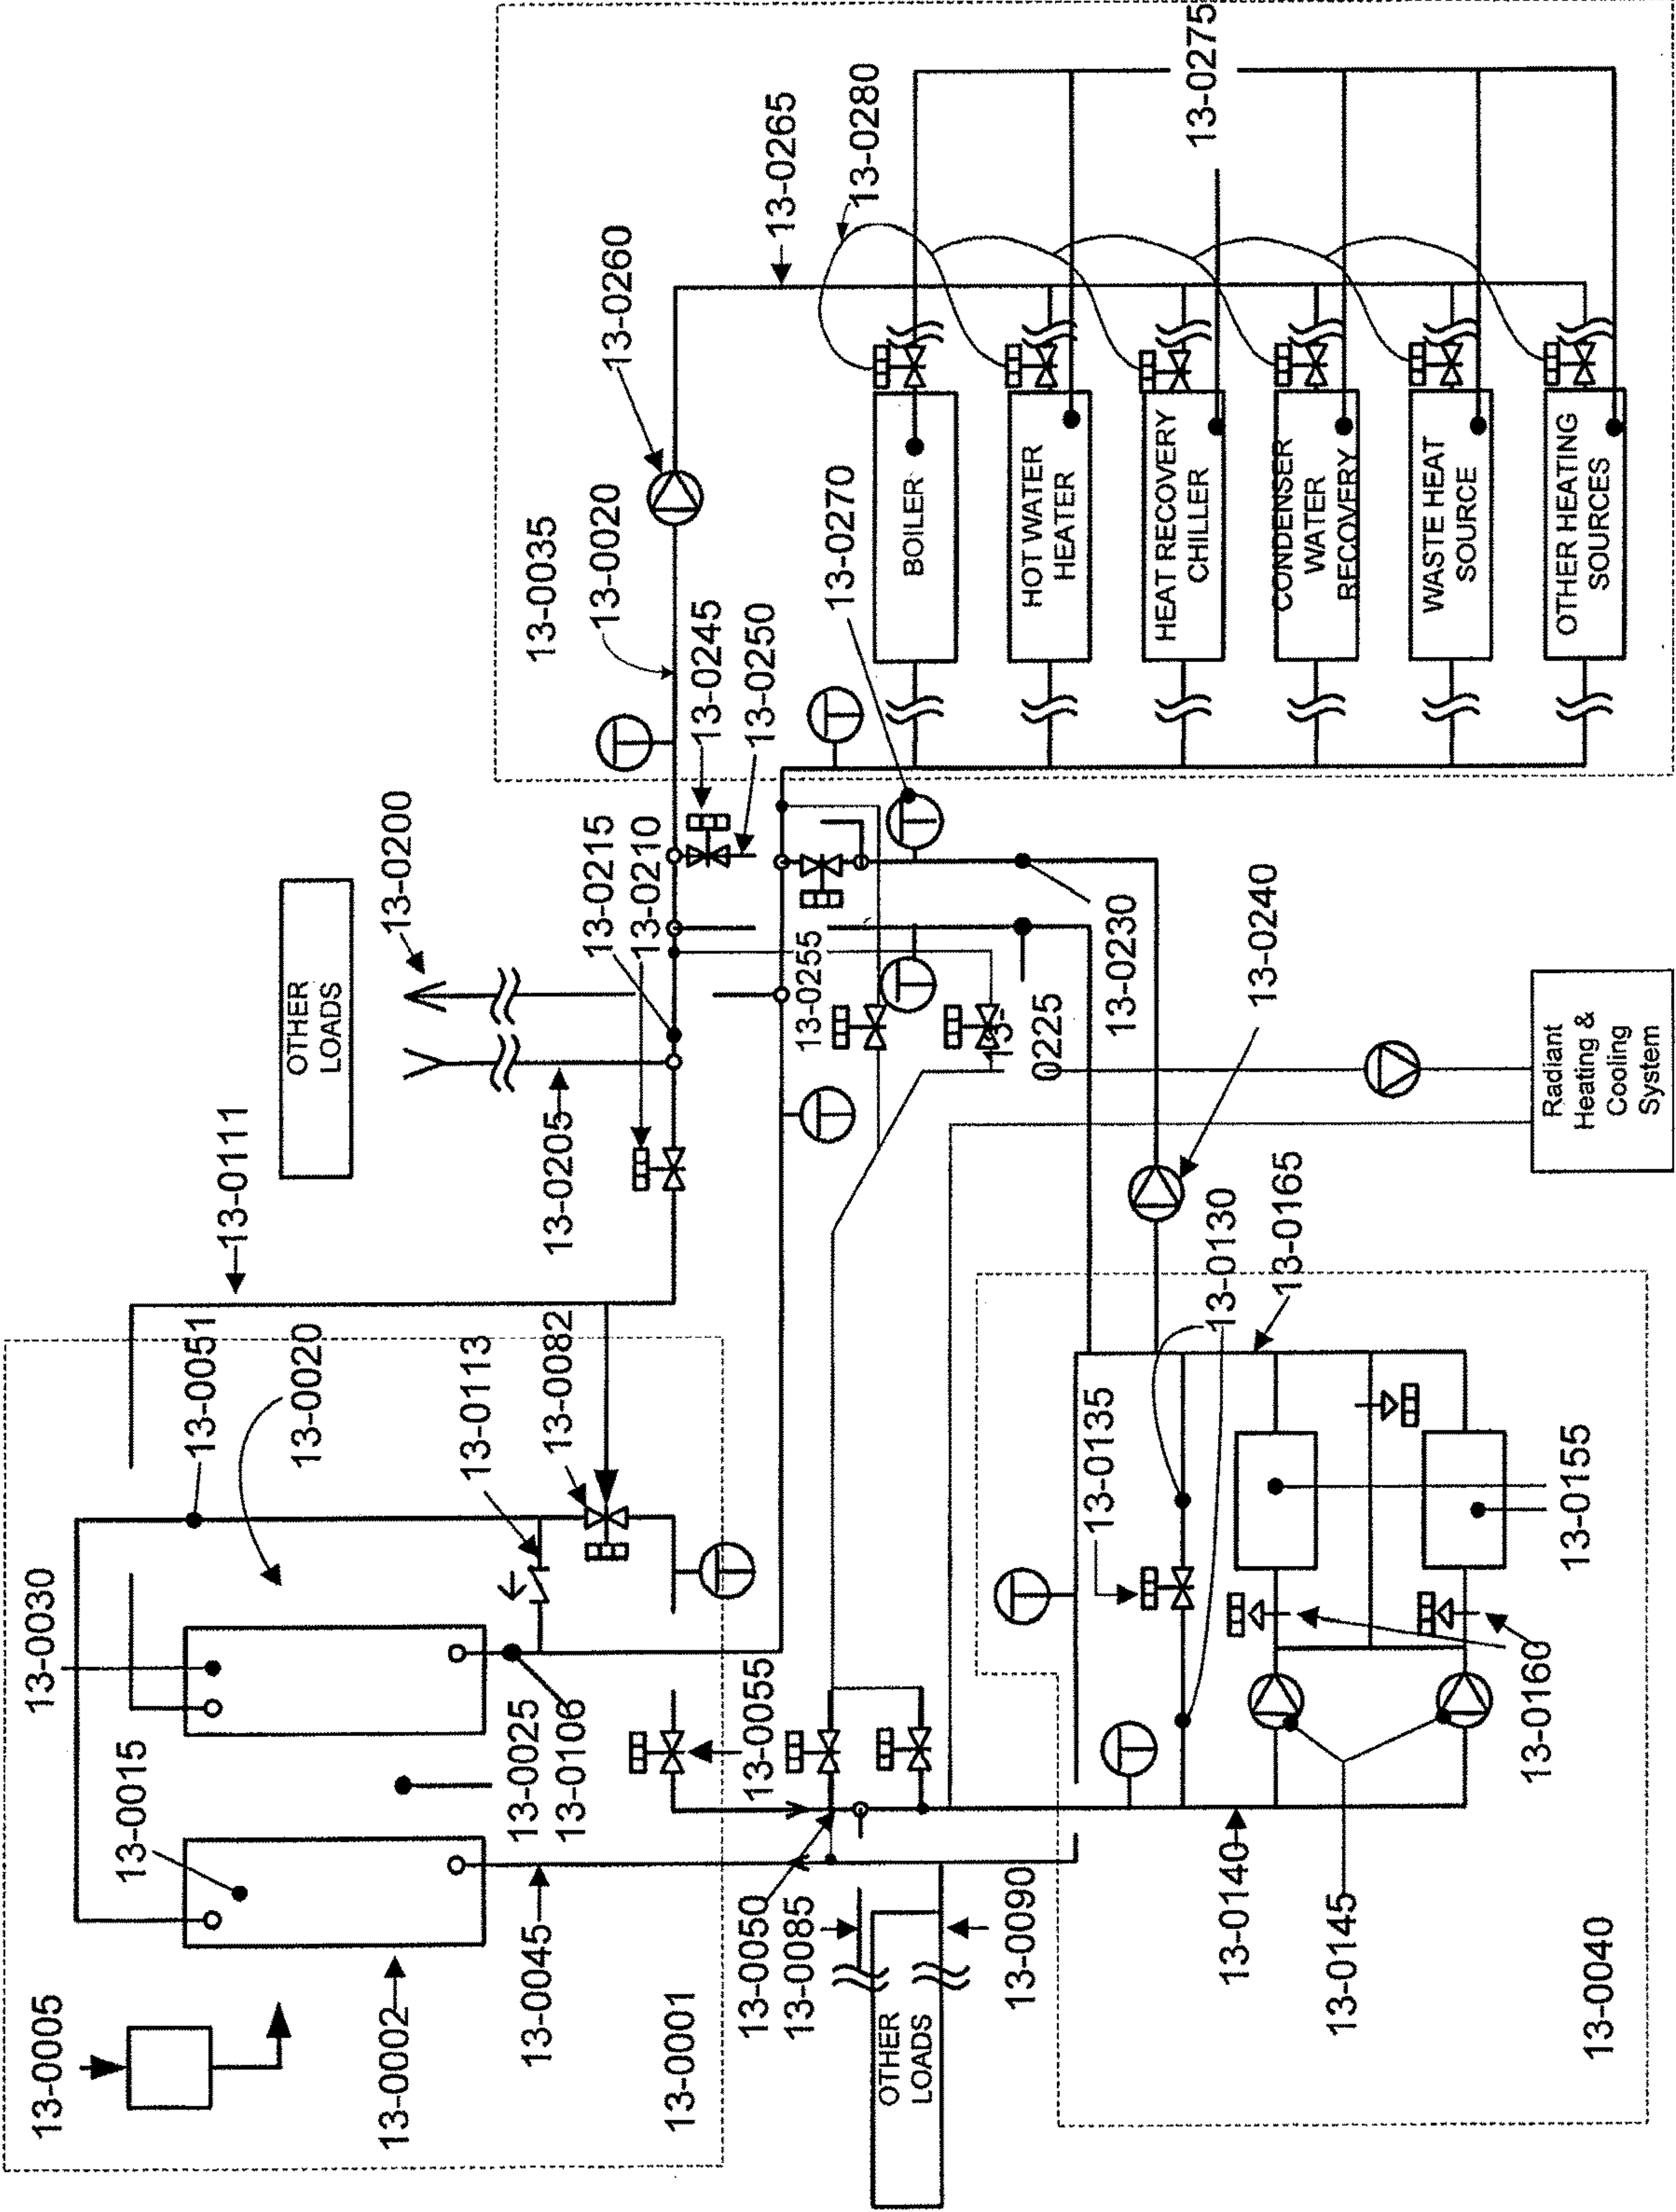 13-0005
13-0002
13-0015
13-0030
13-0051
13-0020
13-0113
13-0082
13-0111
13-0025
13-0106
13-0045
13-0001
13-0055
13-0050
13-0085
13-0090
OTHER
LOADS
OTHER
LOADS
13-0200
13-0205
13-0215
13-0210
13-0245
13-0250
13-0255
13-0035
13-0020
13-0260
13-0265
13-0280
13-0275
13-0270
BOILER
HOT WATER
HEATER
HEAT RECOVERY
CHILLER
CONDENSER
WATER
RECOVERY
WASTE HEAT
SOURCE
OTHER HEATING
SOURCES
13-0230
13-0240
13-
0225
Radiant
Heating &
Cooling
System
13-0130
13-0165
13-0135
13-0155
13-0160
13-0140
13-0145
13-0040